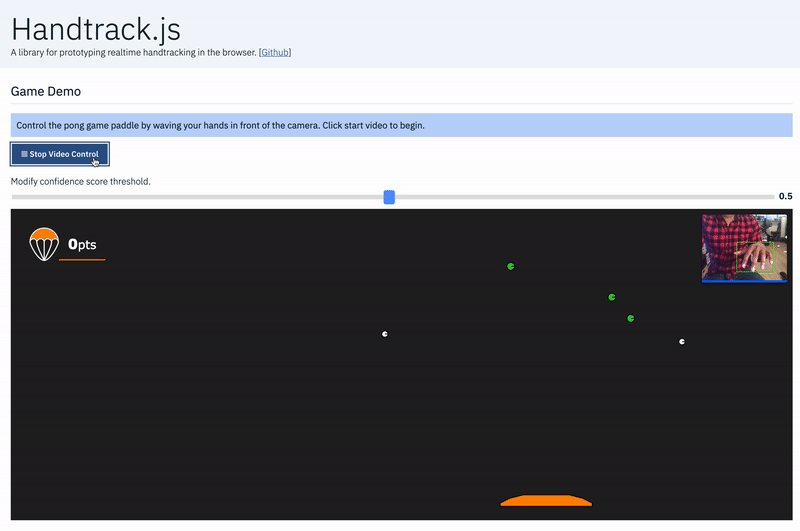 Handtrack.js
A library for prototyping realtime handtracking in the browser. [Github]
Game Demo
Control the pong game paddle by waving your hands in front of the camera. Click start video to begin.
Stop Video Control
Modify confidence score threshold.
0.5
0pts